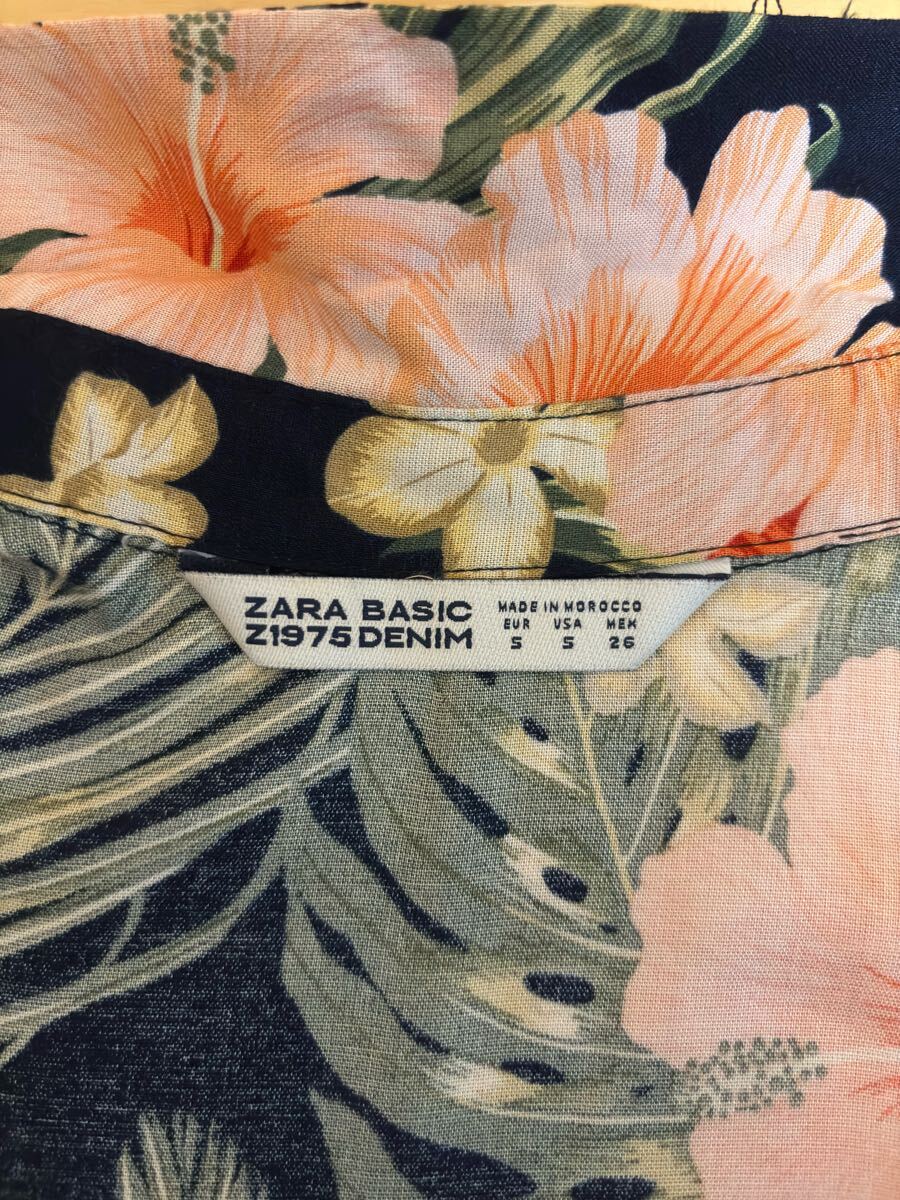 ZARA BASIC
Z1975 DENIM
MADE IN MOROCCO
EUR USA MEX
S S 26